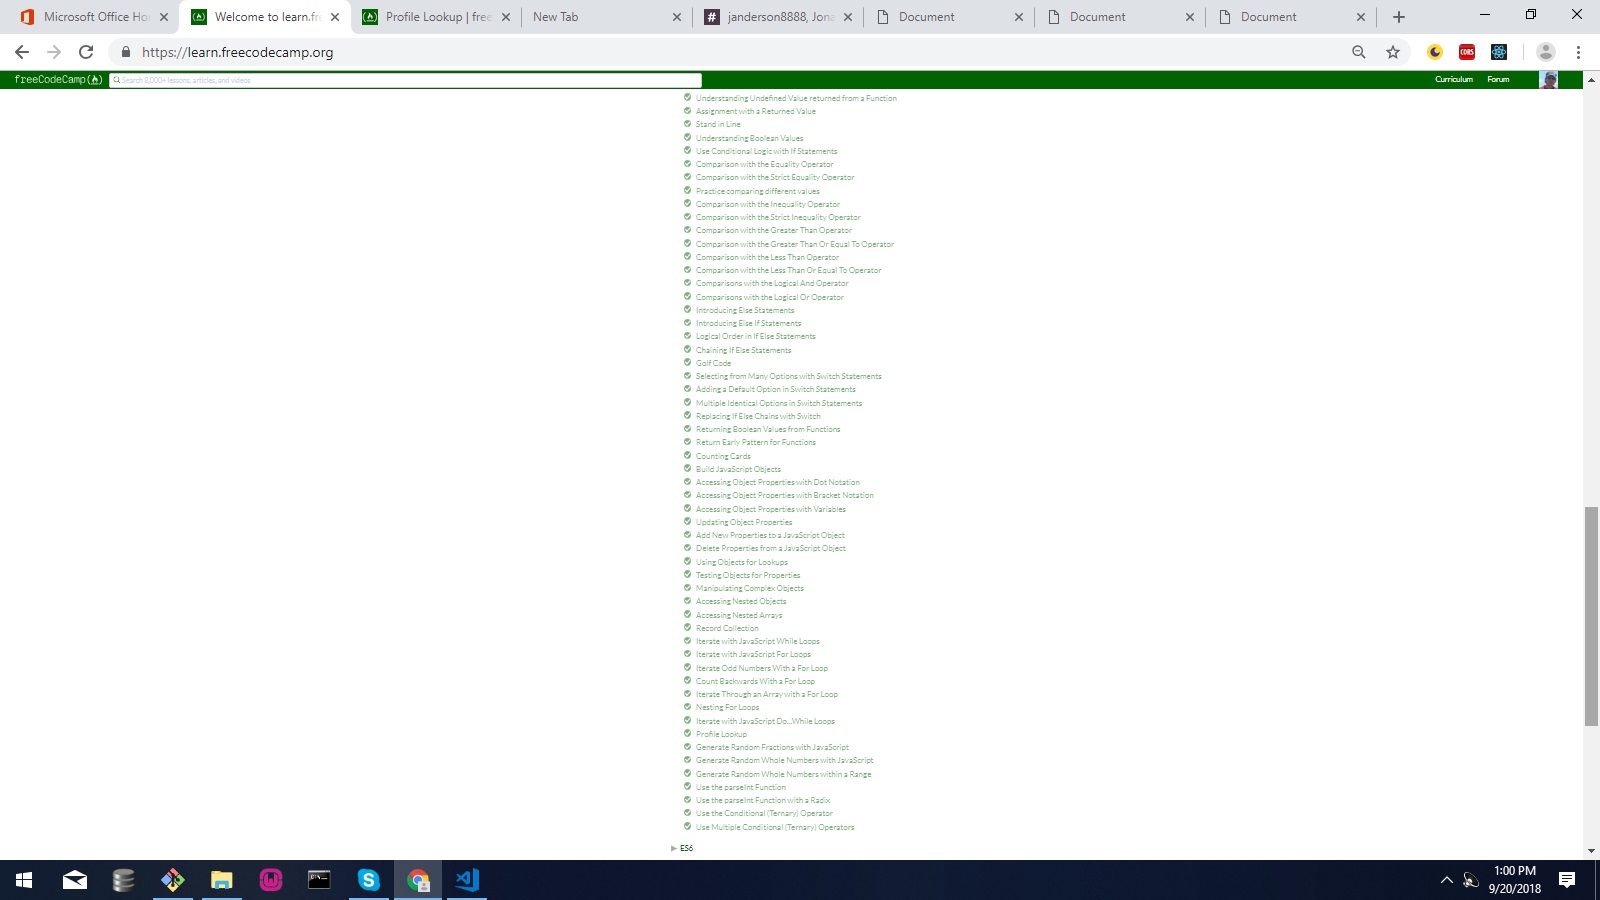 Microsoft Office Ho
Welcome to learn.fr
Profile Lookup | free
New Tab
janderson8888, Jona
Document
Document
Document
https://learn.freecodecamp.org
CORS
freeCodeCamp
Search 8,000+ lessons, articles, and videos
Curriculum
Forum
Understanding Undefined Value returned from a Function
Assignment with a Returned Value
Stand in Line
Understanding Boolean Values
Use Conditional Logic with If Statements
Comparison with the Equality Operator
Comparison with the Strict Equality Operator
Practice comparing different values
Comparison with the Inequality Operator
Comparison with the Strict Inequality Operator
Comparison with the Greater Than Operator
Comparison with the Greater Than Or Equal To Operator
Comparison with the Less Than Operator
Comparison with the Less Than Or Equal To Operator
Comparisons with the Logical And Operator
Comparisons with the Logical Or Operator
Introducing Else Statements
Introducing Else If Statements
Logical Order in If Else Statements
Chaining If Else Statements
Golf Code
Selecting from Many Options with Switch Statements
Adding a Default Option in Switch Statements
Multiple Identical Options in Switch Statements
Replacing If Else Chains with Switch
Returning Boolean Values from Functions
Return Early Pattern for Functions
Counting Cards
Build JavaScript Objects
Accessing Object Properties with Dot Notation
Accessing Object Properties with Bracket Notation
Accessing Object Properties with Variables
Updating Object Properties
Add New Properties to a JavaScript Object
Delete Properties from a JavaScript Object
Using Objects for Lookups
Testing Objects for Properties
Manipulating Complex Objects
Accessing Nested Objects
Accessing Nested Arrays
Record Collection
Iterate with JavaScript While Loops
Iterate with JavaScript For Loops
Iterate Odd Numbers With a For Loop
Count Backwards With a For Loop
Iterate Through an Array with a For Loop
Nesting For Loops
Iterate with JavaScript Do...While Loops
Profile Lookup
Generate Random Fractions with JavaScript
Generate Random Whole Numbers with JavaScript
Generate Random Whole Numbers within a Range
Use the parseInt Function
Use the parseInt Function with a Radix
Use the Conditional (Ternary) Operator
Use Multiple Conditional (Ternary) Operators
ES6
1:00 PM
9/20/2018